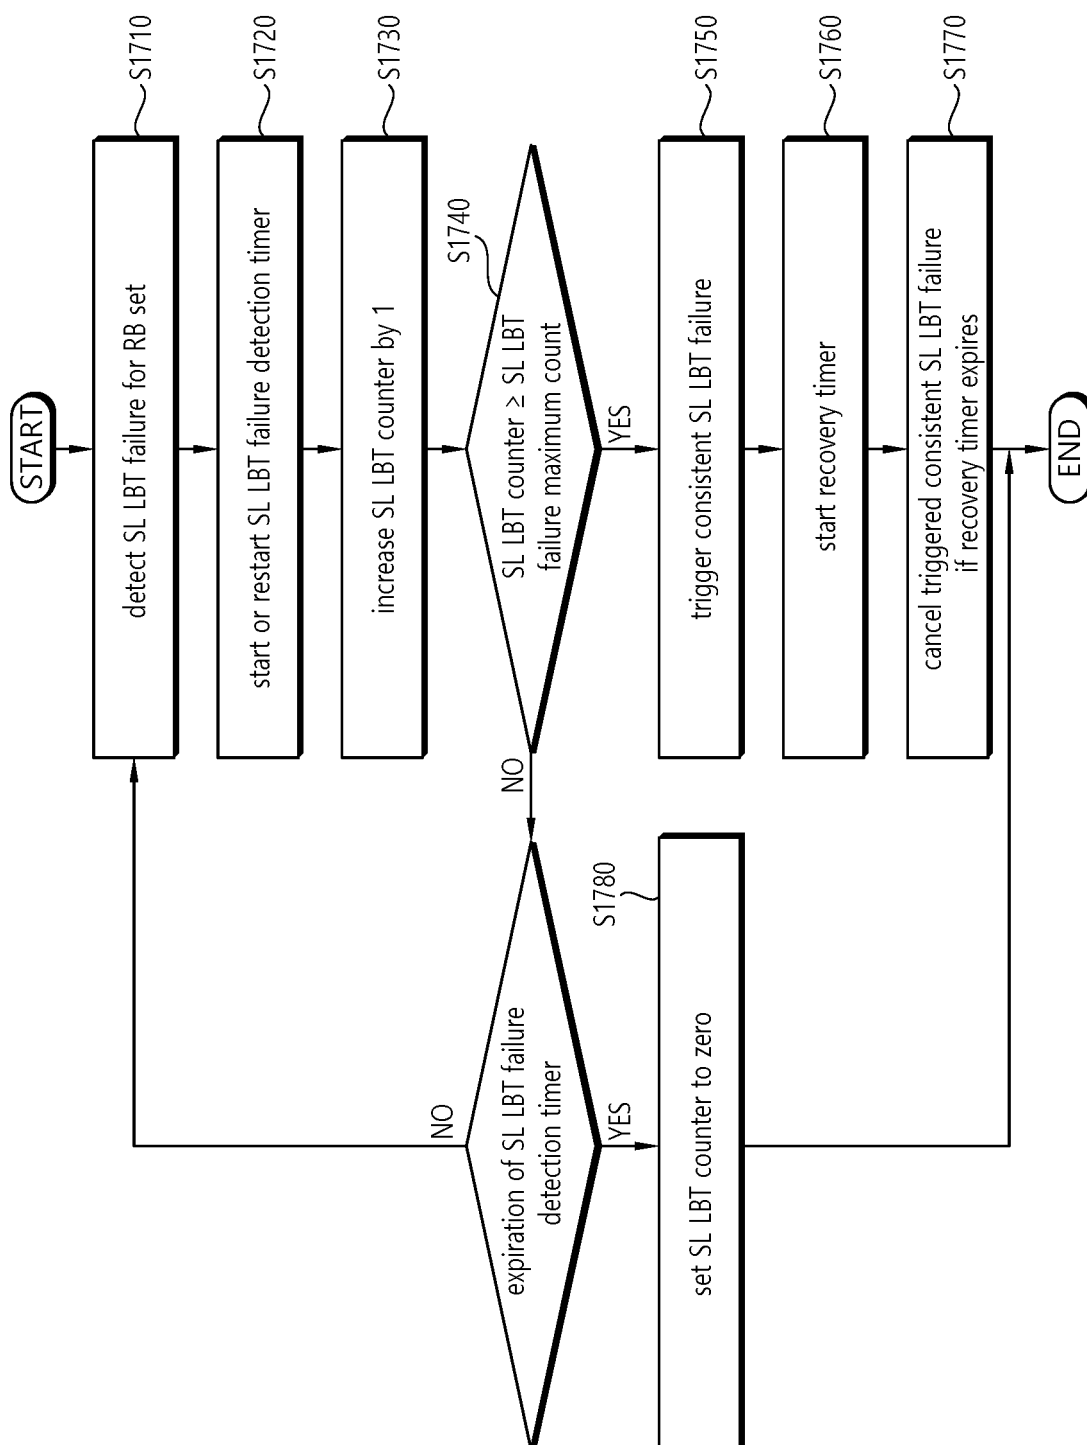 START
detect SL LBT failure for RB set
S1710
start or restart SL LBT failure detection timer
S1720
increase SL LBT counter by 1
S1730
SL LBT counter ≥ SL LBT
failure maximum count
S1740
NO
YES
expiration of SL LBT failure
detection timer
NO
YES
trigger consistent SL LBT failure
S1750
start recovery timer
S1760
cancel triggered consistent SL LBT failure
if recovery timer expires
S1770
set SL LBT counter to zero
S1780
END